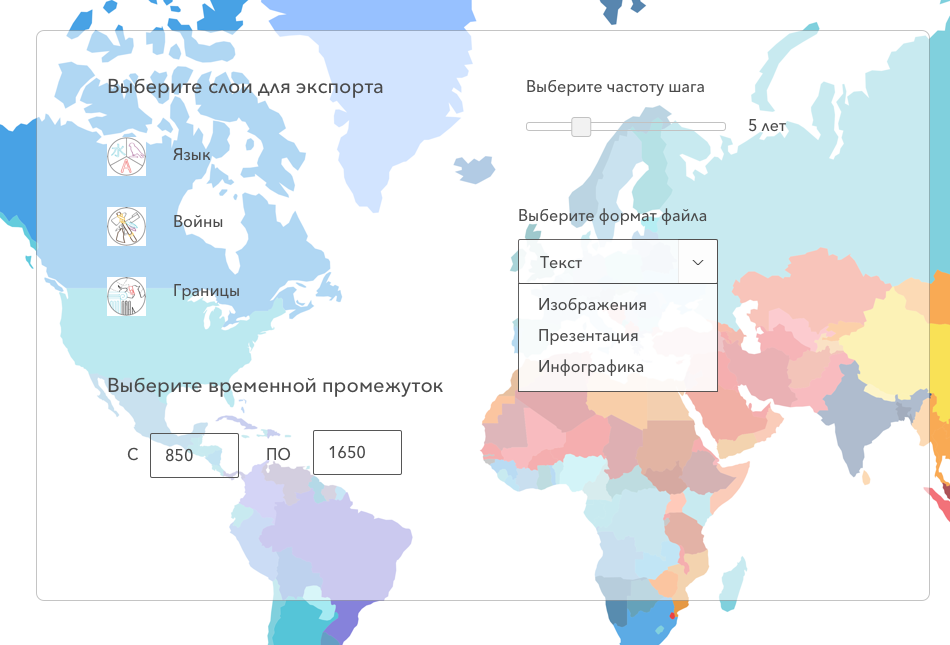 Выберите слои для экспорта
Язык
Войны
Границы
Выберите временной промежуток
С 850 ПО 1650
Выберите частоту шага
5 лет
Выберите формат файла
Текст
Изображения
Презентация
Инфографика